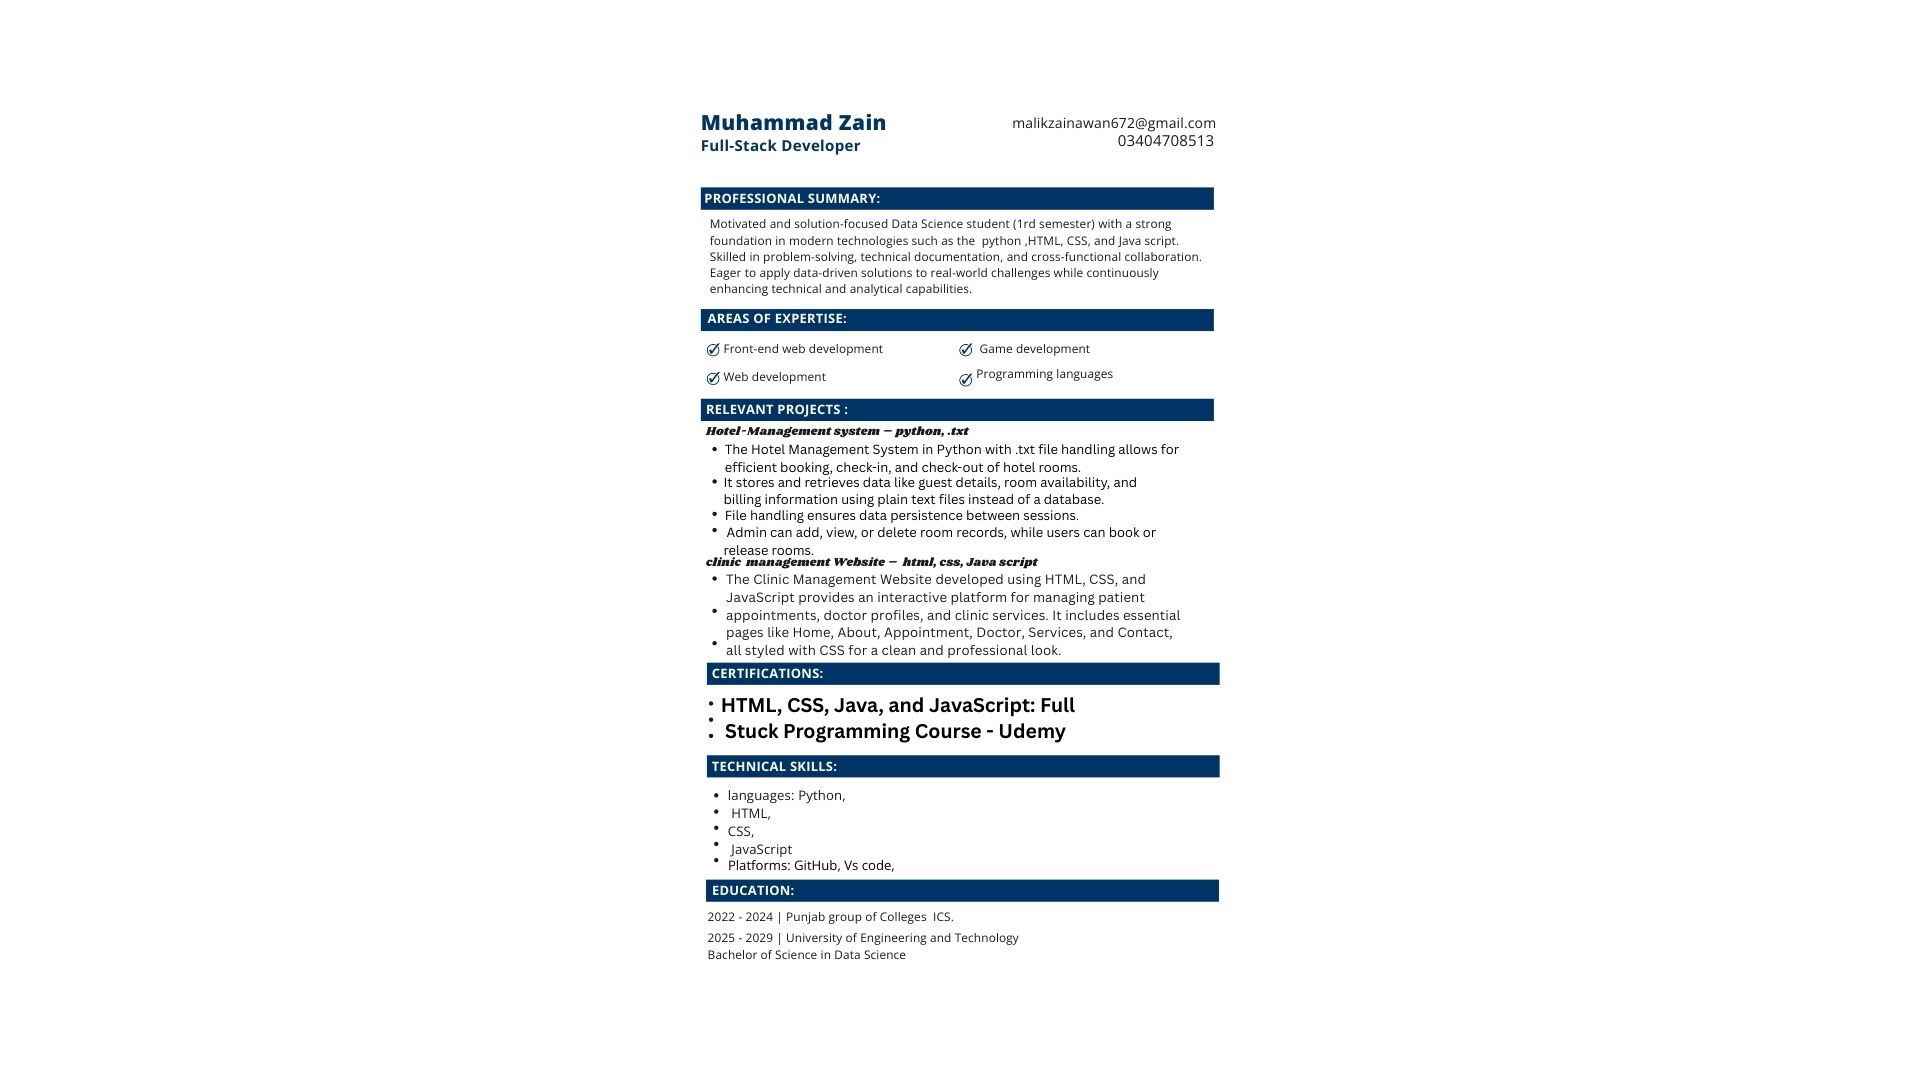 Muhammad Zain
Full-Stack Developer
malikzainawan672@gmail.com
03404708513
PROFESSIONAL SUMMARY:
Motivated and solution-focused Data Science student (1rd semester) with a strong
foundation in modern technologies such as the  python ,HTML, CSS, and Java script.
Skilled in problem-solving, technical documentation, and cross-functional collaboration.
Eager to apply data-driven solutions to real-world challenges while continuously
enhancing technical and analytical capabilities.
AREAS OF EXPERTISE:
Front-end web development
Game development
Web development
Programming languages
RELEVANT PROJECTS :
Hotel-Management system – python, .txt
• The Hotel Management System in Python with .txt file handling allows for
efficient booking, check-in, and check-out of hotel rooms.
• It stores and retrieves data like guest details, room availability, and
billing information using plain text files instead of a database.
• File handling ensures data persistence between sessions.
• Admin can add, view, or delete room records, while users can book or
release rooms.
clinic  management Website –  html, css, Java script
• The Clinic Management Website developed using HTML, CSS, and
JavaScript provides an interactive platform for managing patient
• appointments, doctor profiles, and clinic services. It includes essential
pages like Home, About, Appointment, Doctor, Services, and Contact,
• all styled with CSS for a clean and professional look.
CERTIFICATIONS:
• HTML, CSS, Java, and JavaScript: Full
• Stuck Programming Course - Udemy
TECHNICAL SKILLS:
• languages: Python,
• HTML,
• CSS,
• JavaScript
• Platforms: GitHub, Vs code,
EDUCATION:
2022 - 2024 | Punjab group of Colleges  ICS.
2025 - 2029 | University of Engineering and Technology
Bachelor of Science in Data Science